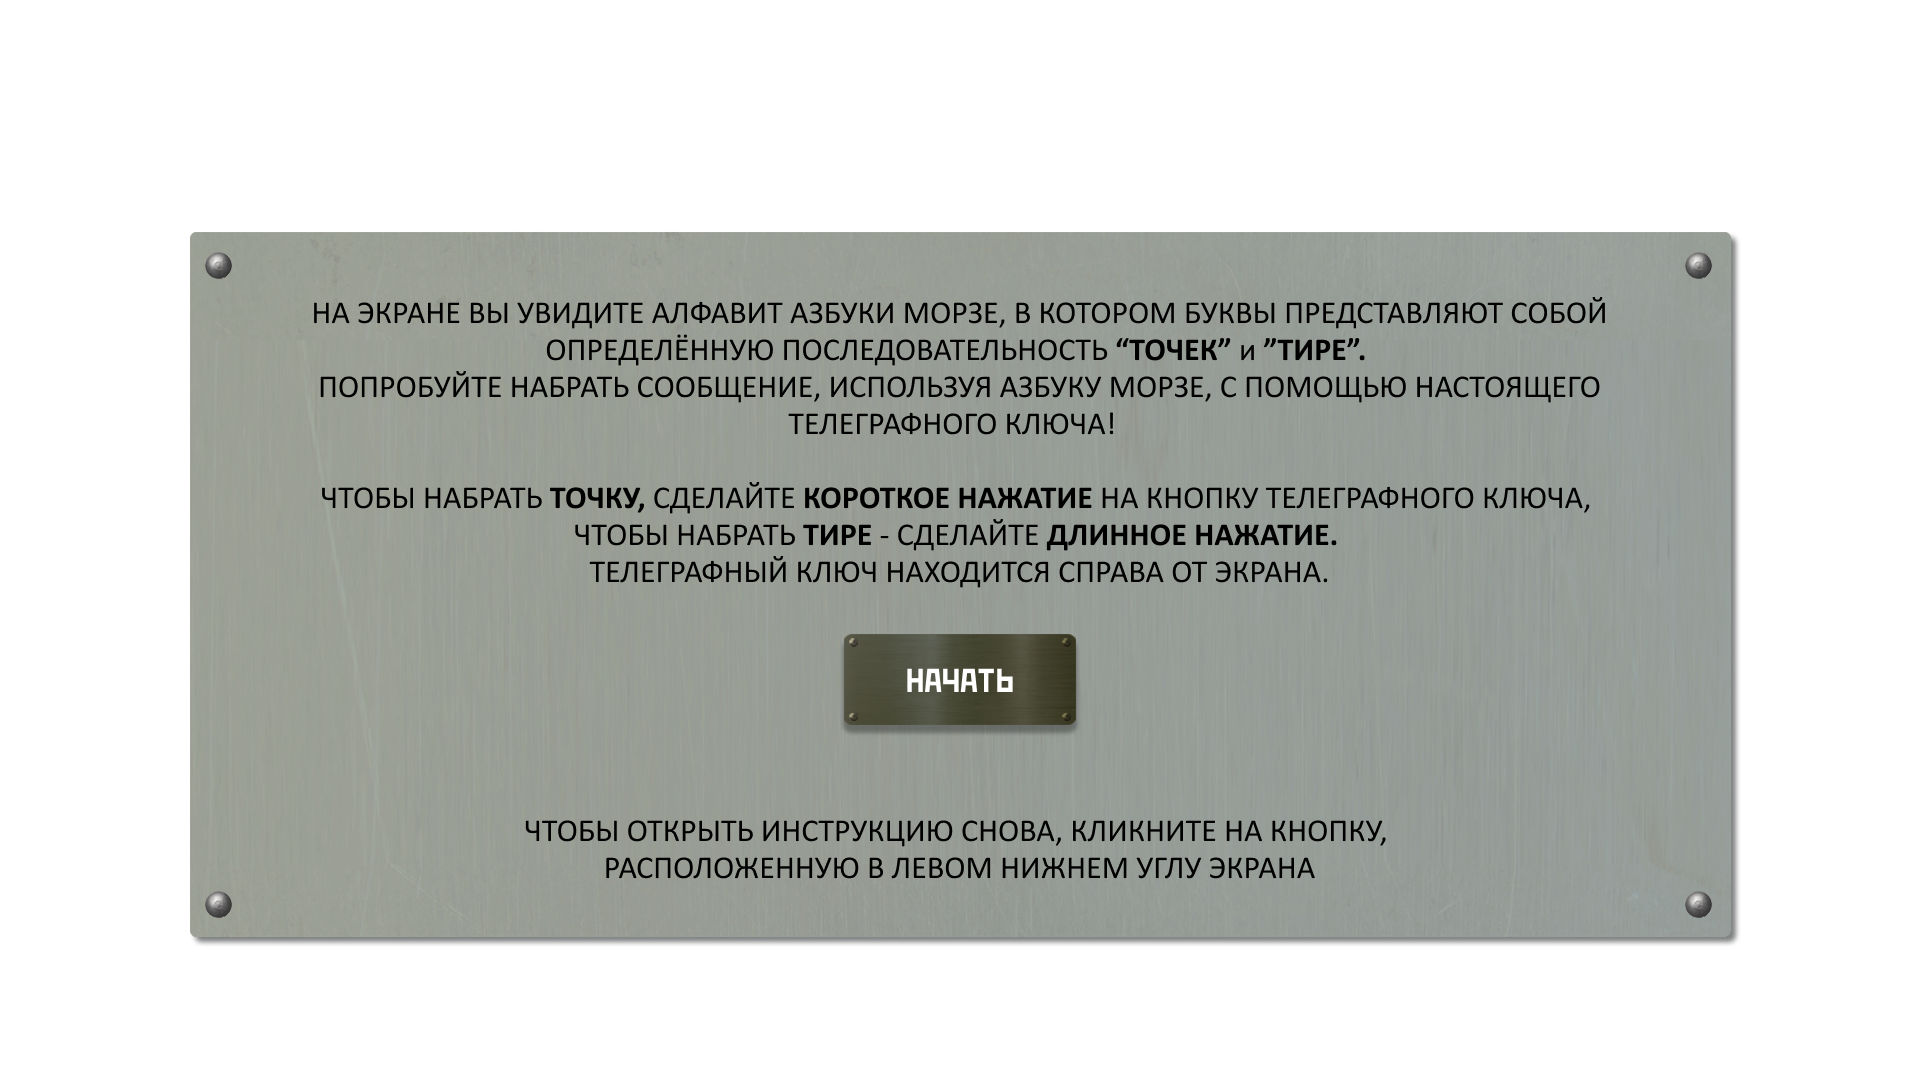 НА ЭКРАНЕ ВЫ УВИДИТЕ АЛФАВИТ АЗБУКИ МОРЗЕ, В КОТОРОМ БУКВЫ ПРЕДСТАВЛЯЮТ СОБОЙ
ОПРЕДЕЛЁННУЮ ПОСЛЕДОВАТЕЛЬНОСТЬ “ТОЧЕК” и ”ТИРЕ”.
ПОПРОБУЙТЕ НАБРАТЬ СООБЩЕНИЕ, ИСПОЛЬЗУЯ АЗБУКУ МОРЗЕ, С ПОМОЩЬЮ НАСТОЯЩЕГО
ТЕЛЕГРАФНОГО КЛЮЧА!
ЧТОБЫ НАБРАТЬ ТОЧКУ, СДЕЛАЙТЕ КОРОТКОЕ НАЖАТИЕ НА КНОПКУ ТЕЛЕГРАФНОГО КЛЮЧА,
ЧТОБЫ НАБРАТЬ ТИРЕ - СДЕЛАЙТЕ ДЛИННОЕ НАЖАТИЕ.
ТЕЛЕГРАФНЫЙ КЛЮЧ НАХОДИТСЯ СПРАВА ОТ ЭКРАНА.
НАЧАТЬ
ЧТОБЫ ОТКРЫТЬ ИНСТРУКЦИЮ СНОВА, КЛИКНИТЕ НА КНОПКУ,
РАСПОЛОЖЕННУЮ В ЛЕВОМ НИЖНЕМ УГЛУ ЭКРАНА